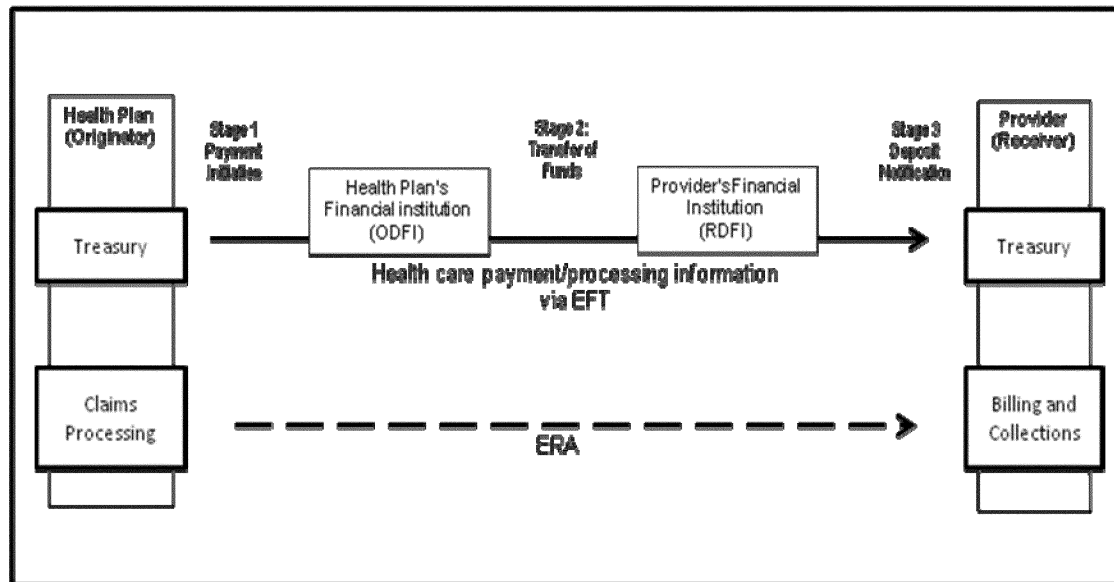 Health Plan
(Originator)
Stage 1
Payment
Initiation
Stage 2:
Transfer of
Funds
Stage 3
Deposit
Notification
Provider
(Receiver)
Health Plan's
Financial institution
(ODFI)
Provider's Financial
Institution
(RDFI)
Treasury
Treasury
Health care payment/processing information
via EFT
Claims
Processing
ERA
Billing and
Collections